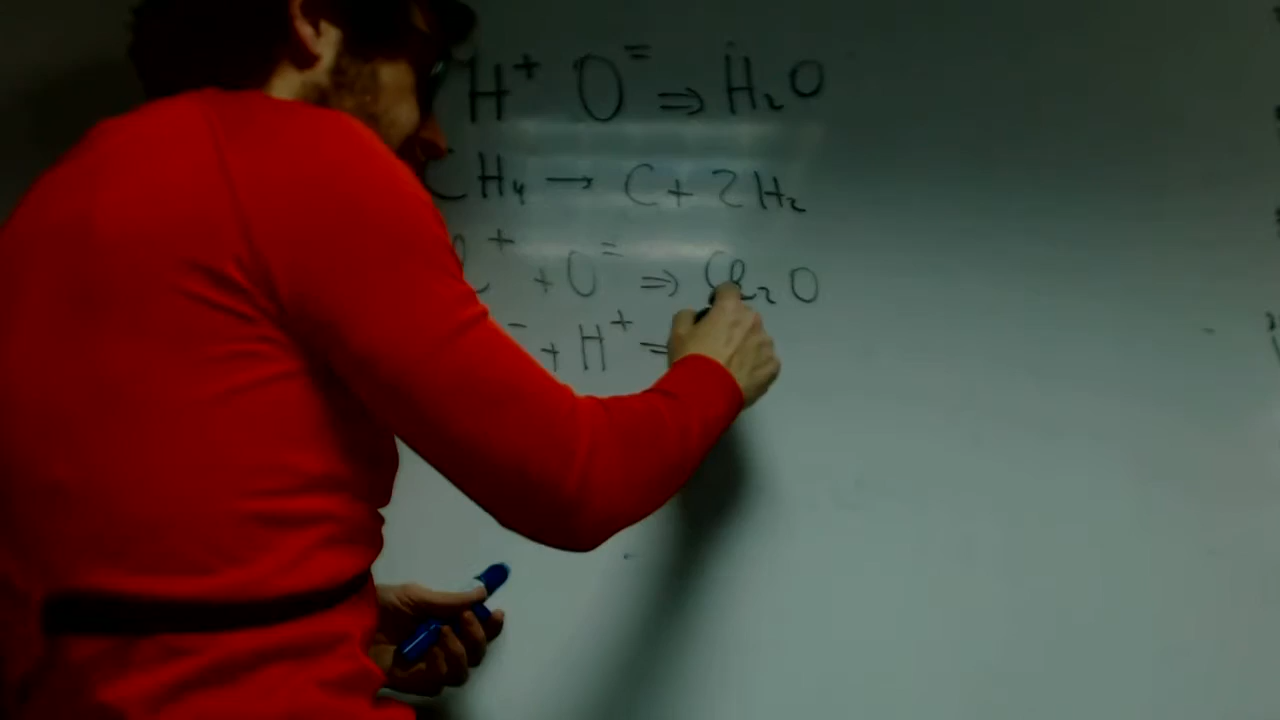 H⁺ O⁼ ⇒ H₂O
CH₄ → C + 2H₂
l⁺ + O⁼ ⇒ Cl₂O
⁻ + H⁺ =